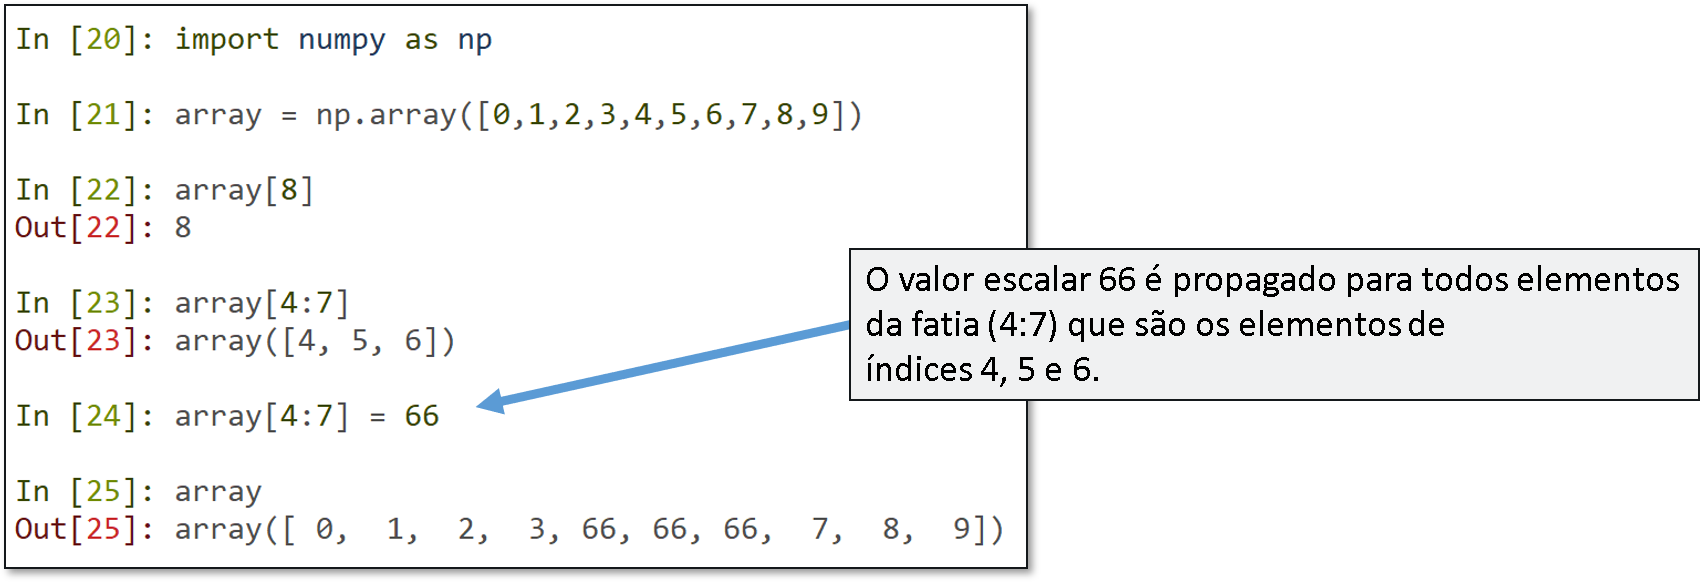 In [20]: import numpy as np
In [21]: array = np.array([0,1,2,3,4,5,6,7,8,9])
In [22]: array[8]
Out[22]: 8
In [23]: array[4:7]
Out[23]: array([4, 5, 6])
In [24]: array[4:7] = 66
In [25]: array
Out[25]: array([ 0,  1,  2,  3, 66, 66, 66,  7,  8,  9])
O valor escalar 66 é propagado para todos elementos
da fatia (4:7) que são os elementos de
índices 4, 5 e 6.